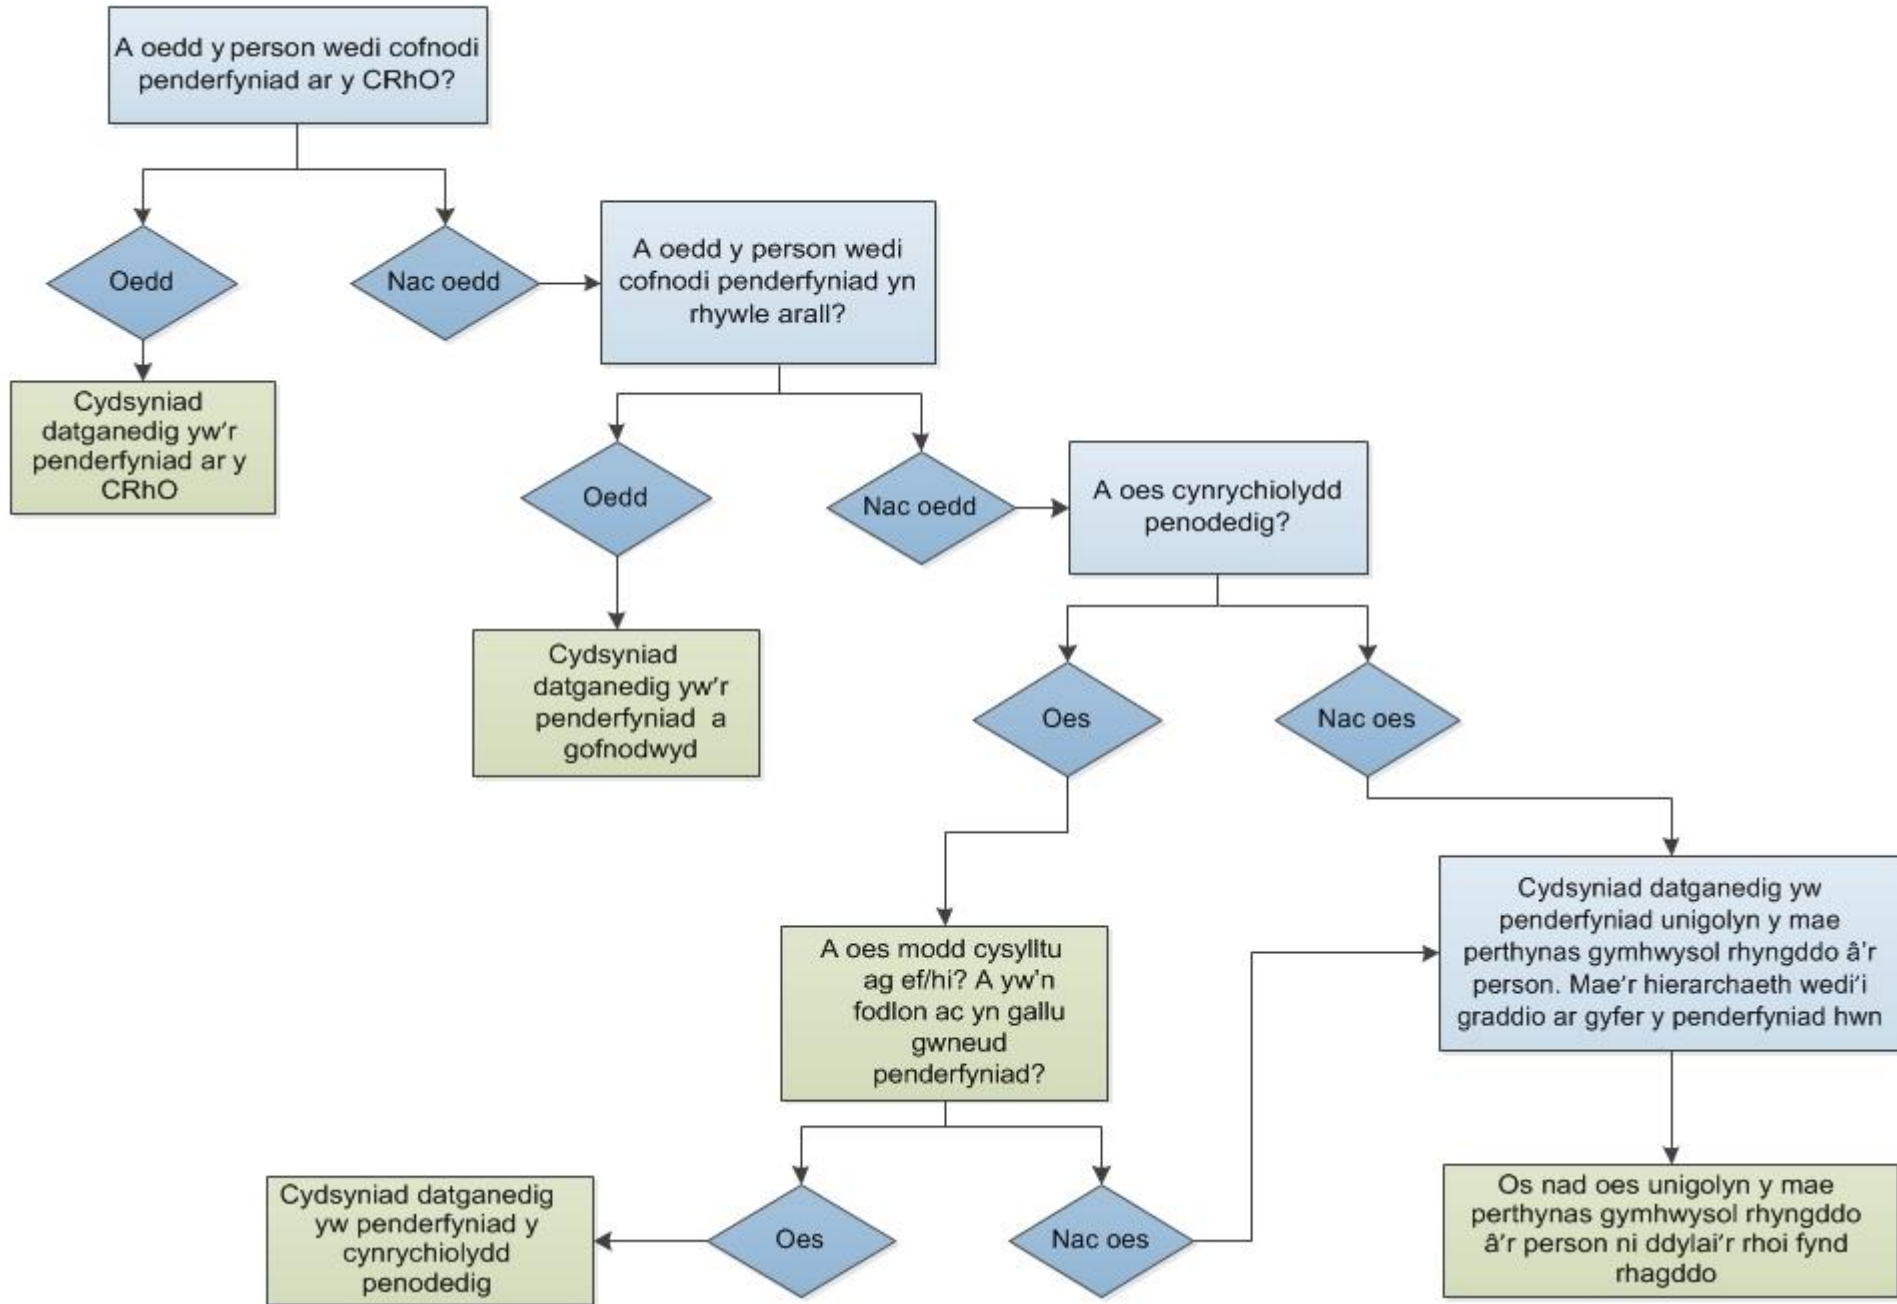 A oedd y person wedi cofnodi
penderfyniad ar y CRhO?
Oedd
Nac oedd
A oedd y person wedi
cofnodi penderfyniad yn
rhywle arall?
Cydsyniad
datganedig yw'r
penderfyniad ar y
CRhO
Oedd
Nac oedd
A oes cynrychiolydd
penodedig?
Cydsyniad
datganedig yw'r
penderfyniad a
gofnodwyd
Oes
Nac oes
A oes modd cysylltu
ag ef/hi? A yw'n
fodlon ac yn gallu
gwneud
penderfyniad?
Cydsyniad datganedig yw
penderfyniad unigolyn y mae
perthynas gymhwysol rhyngddo â'r
person. Mae'r hierarchaeth wedi'i
graddio ar gyfer y penderfyniad hwn
Cydsyniad datganedig
yw penderfyniad y
cynrychiolydd
penodedig
Oes
Nac oes
Os nad oes unigolyn y mae
perthynas gymhwysol rhyngddo
â'r person ni ddylai'r rhoi fynd
rhagddo